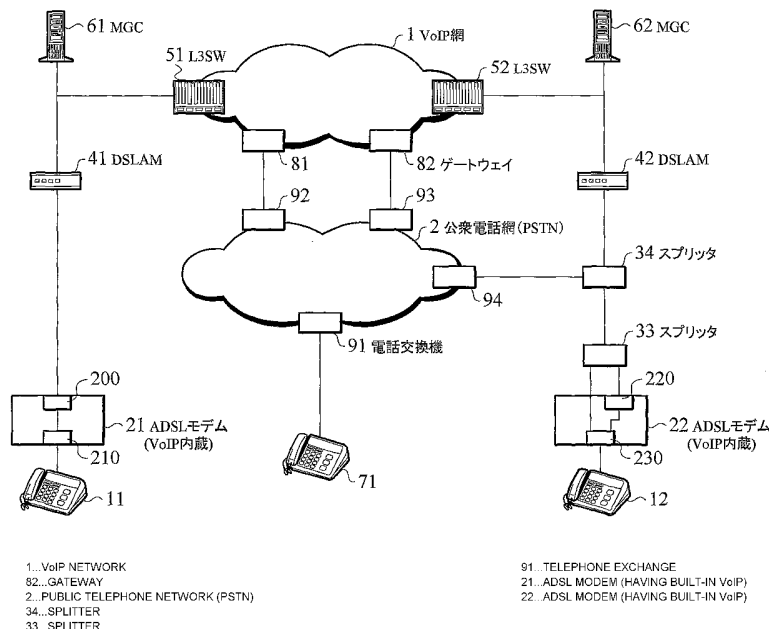 61 MGC
62 MGC
1 VoIP網
51 L3SW
52 L3SW
81
82 ゲートウェイ
41 DSLAM
42 DSLAM
92
93
2 公衆電話網(PSTN)
34 スプリッタ
94
33 スプリッタ
91 電話交換機
200
220
21 ADSLモデム
(VoIP内蔵)
22 ADSLモデム
(VoIP内蔵)
210
230
11
71
12
1...VoIP NETWORK
82...GATEWAY
2...PUBLIC TELEPHONE NETWORK (PSTN)
34...SPLITTER
33...SPLITTER
91...TELEPHONE EXCHANGE
21...ADSL MODEM (HAVING BUILT-IN VoIP)
22...ADSL MODEM (HAVING BUILT-IN VoIP)